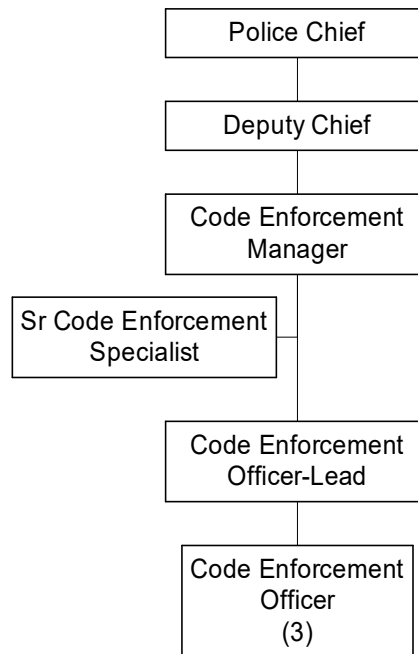 Police Chief
Deputy Chief
Code Enforcement
Manager
Sr Code Enforcement
Specialist
Code Enforcement
Officer-Lead
Code Enforcement
Officer
(3)